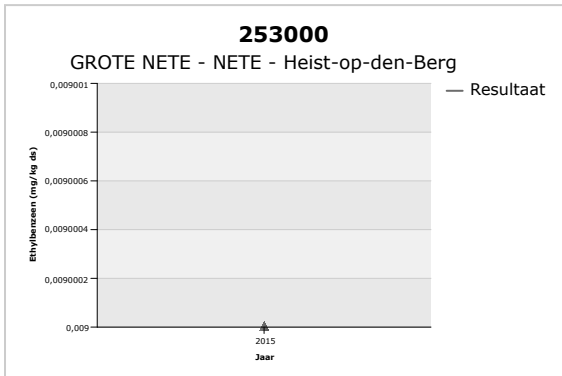 253000
GROTE NETE - NETE - Heist-op-den-Berg
Resultaat
Ethylbenzeen (mg/kg ds)
0,009001
0,0090008
0,0090006
0,0090004
0,0090002
0,009
2015
Jaar